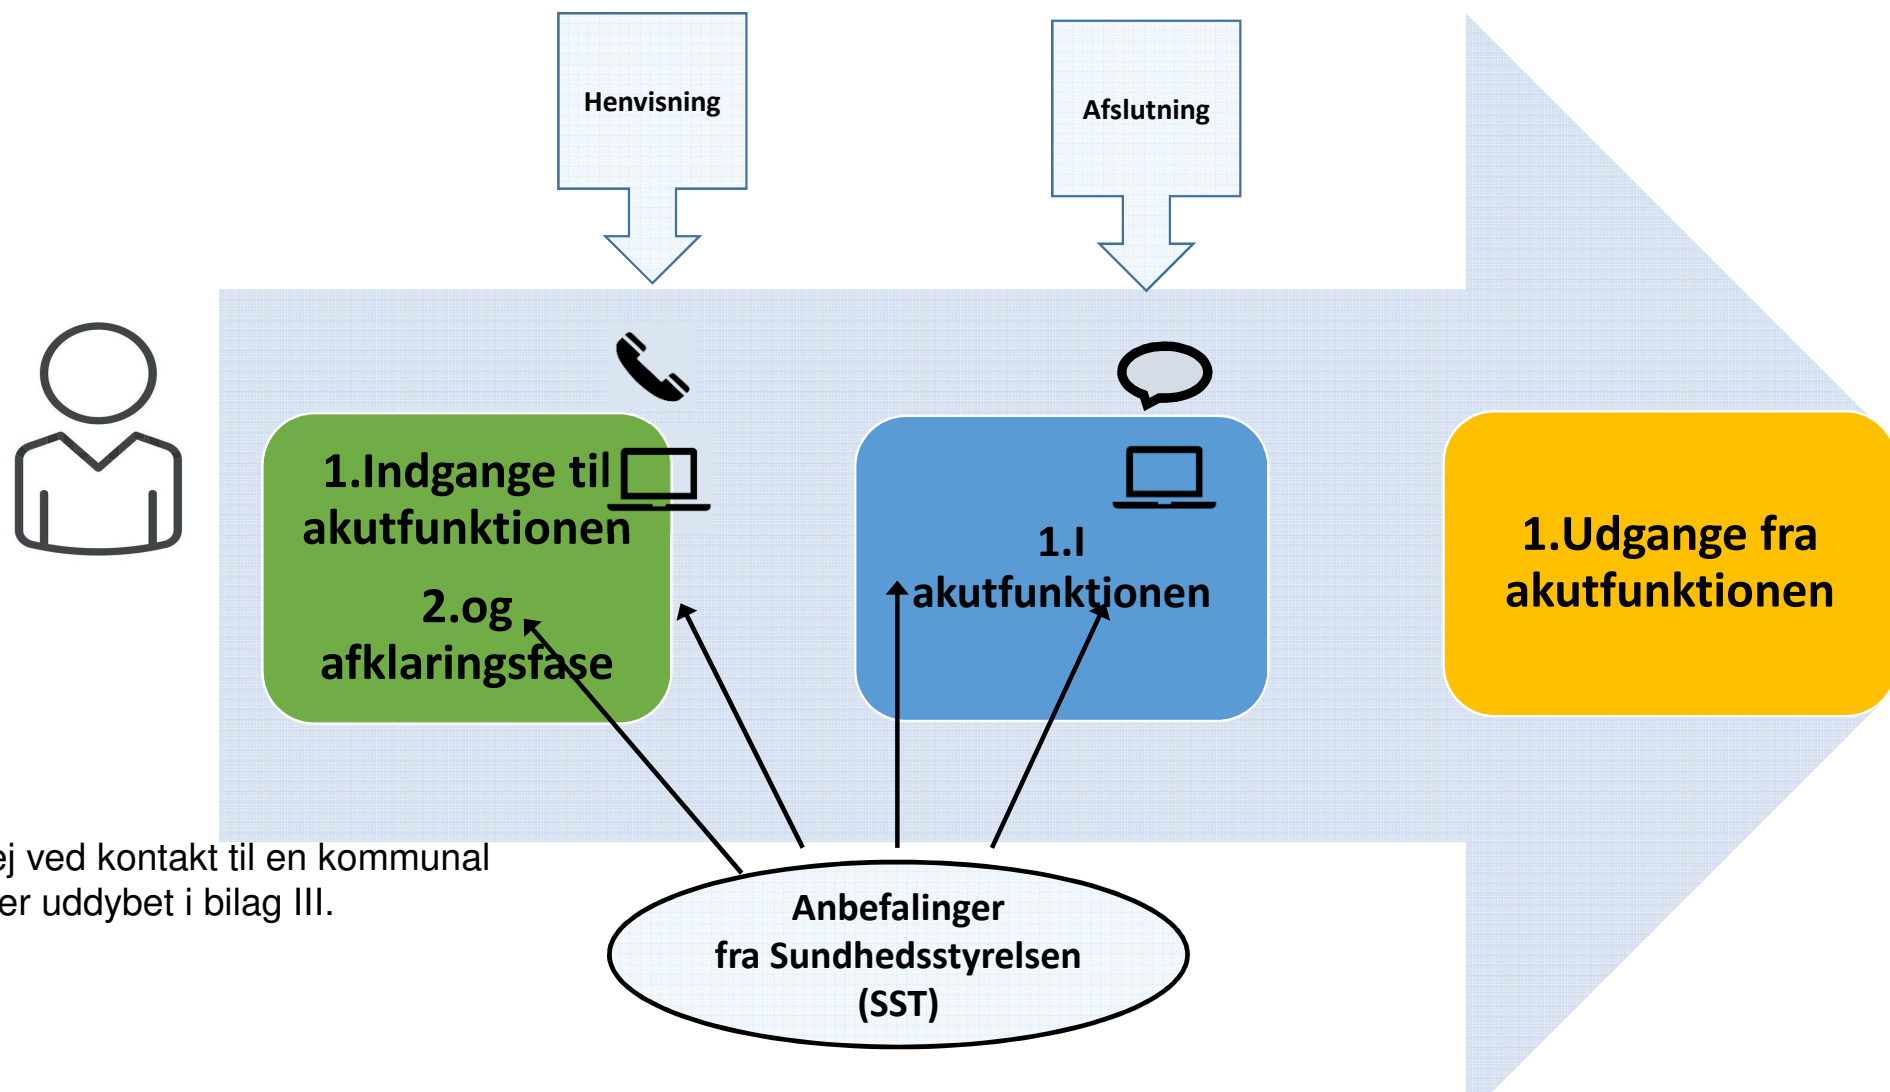 Henvisning
Afslutning
1.Indgange til
akutfunktionen
2.og
afklaringsfase
1.I
akutfunktionen
1.Udgange fra
akutfunktionen
ej ved kontakt til en kommunal
er uddybet i bilag III.
Anbefalinger
fra Sundhedsstyrelsen
(SST)